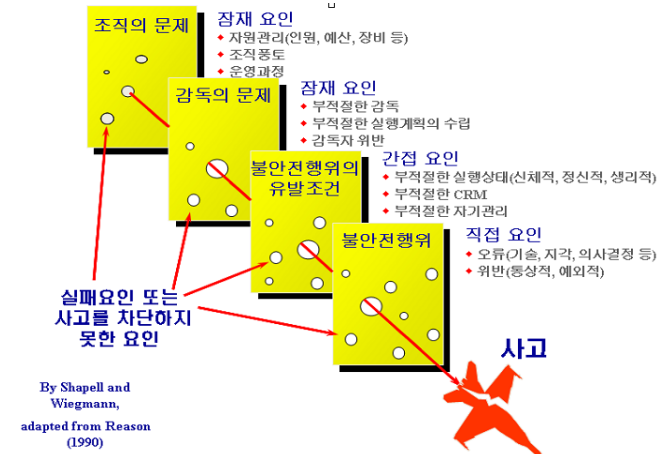 조직의 문제
잠재 요인
자원관리(인원, 예산, 장비 등)
조직풍토
운영과정
감독의 문제
잠재 요인
부적절한 감독
부적절한 실행계획의 수립
감독자 위반
불안전행위의
유발조건
간접 요인
부적절한 실행상태(신체적, 정신적, 생리적)
부적절한 CRM
부적절한 자기관리
불안전행위
직접 요인
오류(기술, 지각, 의사결정 등)
위반(통상적, 예외적)
실패요인 또는
사고를 차단하지
못한 요인
사고
By Shapell and
Wiegmann,
adapted from Reason
(1990)